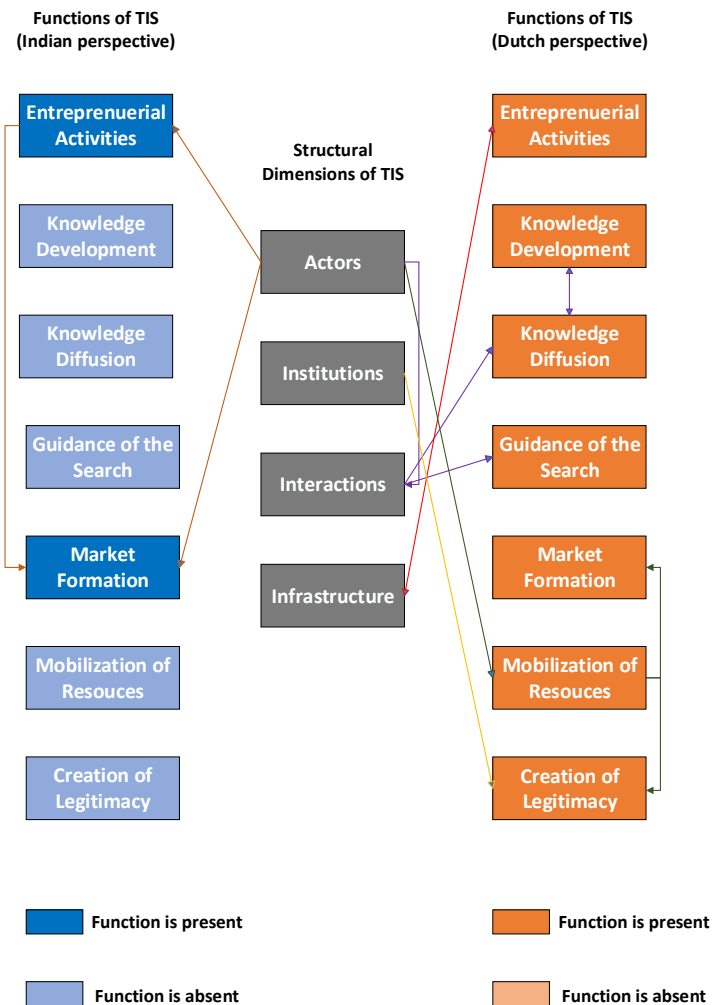 Functions of TIS
(Indian perspective)
Entreprenuerial
Activities
Knowledge
Development
Knowledge
Diffusion
Guidance of the
Search
Market
Formation
Mobilization of
Resouces
Creation of
Legitimacy
Function is present
Function is absent
Structural
Dimensions of TIS
Actors
Institutions
Interactions
Infrastructure
Functions of TIS
(Dutch perspective)
Entreprenuerial
Activities
Knowledge
Development
Knowledge
Diffusion
Guidance of the
Search
Market
Formation
Mobilization of
Resouces
Creation of
Legitimacy
Function is present
Function is absent